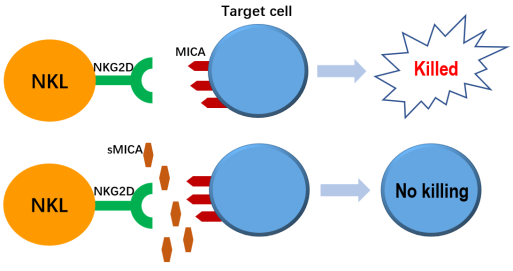 Target cell
MICA
NKG2D
NKL
Killed
sMICA
NKG2D
NKL
No killing